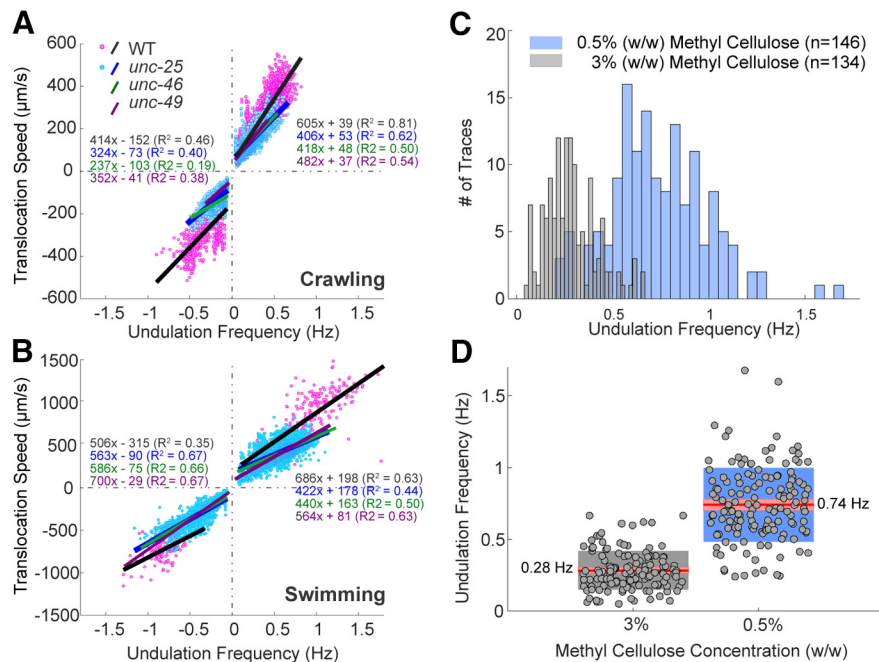 A
Translocation Speed (µm/s)
600
400
200
0
-200
-400
-600
WT
unc-25
unc-46
unc-49
414x - 152 (R² = 0.46)
324x - 73 (R² = 0.40)
237x - 103 (R2 = 0.19)
352x - 41 (R2 = 0.38)
605x + 39 (R² = 0.81)
406x + 53 (R² = 0.62)
418x + 48 (R2 = 0.50)
482x + 37 (R2 = 0.54)
Crawling
-1.5 -1 -0.5 0 0.5 1 1.5
Undulation Frequency (Hz)
B
Translocation Speed (µm/s)
1500
1000
500
0
-500
-1000
1500
506x - 315 (R² = 0.35)
563x - 90 (R² = 0.67)
586x - 75 (R2 = 0.66)
700x - 29 (R2 = 0.67)
686x + 198 (R² = 0.63)
422x + 178 (R² = 0.44)
440x + 163 (R2 = 0.50)
564x + 81 (R2 = 0.63)
Swimming
-1.5 -1 -0.5 0 0.5 1 1.5
Undulation Frequency (Hz)
C
# of Traces
20
15
10
5
0
0.5% (w/w) Methyl Cellulose (n=146)
3% (w/w) Methyl Cellulose (n=134)
0 0.5 1 1.5
Undulation Frequency (Hz)
D
Undulation Frequency (Hz)
1.5
1
0.5
0
0.28 Hz
0.74 Hz
3% 0.5%
Methyl Cellulose Concentration (w/w)